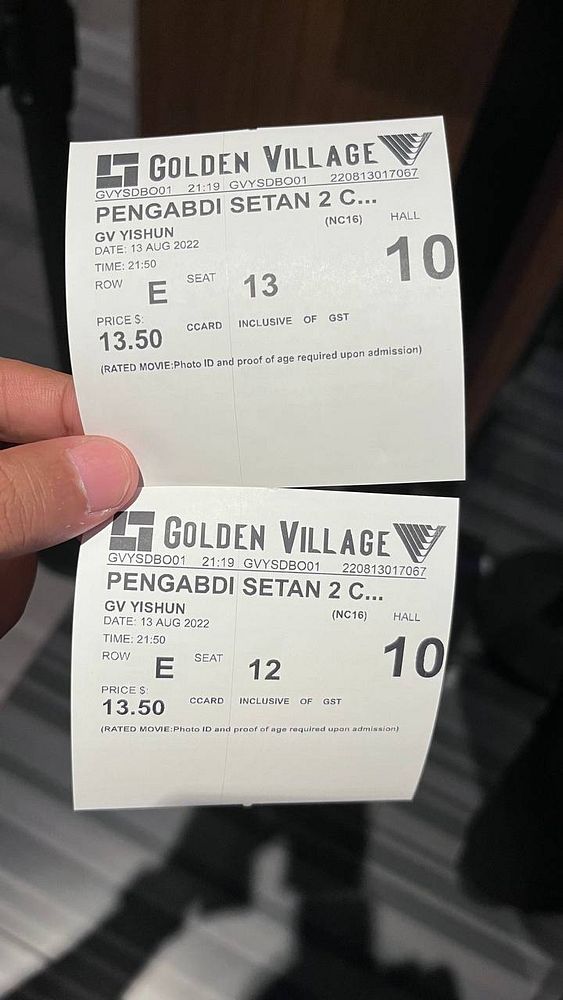 GOLDEN VILLAGE
GVYSDBO01 21:19 GVYSDBO01 220813017067
PENGABDI SETAN 2 C...
(NC16) HALL
GV YISHUN
DATE: 13 AUG 2022
10
TIME: 21:50
ROW E SEAT 13
PRICE $: CCARD INCLUSIVE OF GST
13.50
(RATED MOVIE:Photo ID and proof of age required upon admission)
GOLDEN VILLAGE
GVYSDBO01 21:19 GVYSDBO01 220813017067
PENGABDI SETAN 2 C...
GV YISHUN (NC16) HALL
DATE: 13 AUG 2022
TIME: 21:50
10
ROW E SEAT 12
PRICE $:
13.50 CCARD INCLUSIVE OF GST
(RATED MOVIE:Photo ID and proof of age required upon admission)